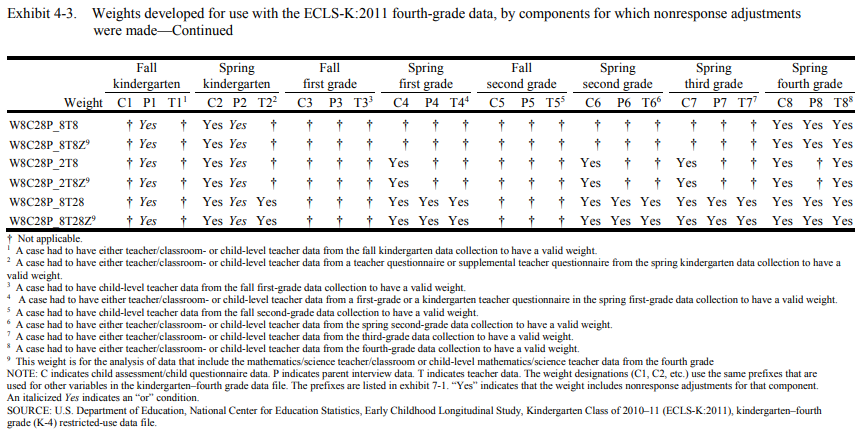 Exhibit 4-3. Weights developed for use with the ECLS-K:2011 fourth-grade data, by components for which nonresponse adjustments
were made—Continued
Fall Spring Fall Spring Fall Spring Spring Spring
kindergarten kindergarten first grade first grade second grade second grade third grade fourth grade
Weight C1 P1 T1¹ C2 P2 T2² C3 P3 T3³ C4 P4 T4⁴ C5 P5 T5⁵ C6 P6 T6⁶ C7 P7 T7⁷ C8 P8 T8⁸
W8C28P_8T8 † Yes † Yes Yes † † † † † † † † † † † † † † † † Yes Yes Yes
W8C28P_8T8Z⁹ † Yes † Yes Yes † † † † † † † † † † † † † † † † Yes Yes Yes
W8C28P_2T8 † Yes † Yes Yes † † † † Yes † † † † † Yes † † Yes † † Yes † Yes
W8C28P_2T8Z⁹ † Yes † Yes Yes † † † † Yes † † † † † Yes † † Yes † † Yes † Yes
W8C28P_8T28 † Yes † Yes Yes Yes † † † Yes Yes Yes † † † Yes Yes Yes Yes Yes Yes Yes Yes Yes
W8C28P_8T28Z⁹ † Yes † Yes Yes Yes † † † Yes Yes Yes † † † Yes Yes Yes Yes Yes Yes Yes Yes Yes
† Not applicable.
¹ A case had to have either teacher/classroom- or child-level teacher data from the fall kindergarten data collection to have a valid weight.
² A case had to have either teacher/classroom- or child-level teacher data from a teacher questionnaire or supplemental teacher questionnaire from the spring kindergarten data collection to have a
valid weight.
³ A case had to have child-level teacher data from the fall first-grade data collection to have a valid weight.
⁴ A case had to have either teacher/classroom- or child-level teacher data from a first-grade or a kindergarten teacher questionnaire in the spring first-grade data collection to have a valid weight.
⁵ A case had to have child-level teacher data from the fall second-grade data collection to have a valid weight.
⁶ A case had to have either teacher/classroom- or child-level teacher data from the spring second-grade data collection to have a valid weight.
⁷ A case had to have either teacher/classroom- or child-level teacher data from the third-grade data collection to have a valid weight.
⁸ A case had to have either teacher/classroom- or child-level teacher data from the fourth-grade data collection to have a valid weight.
⁹ This weight is for the analysis of data that include the mathematics/science teacher/classroom or child-level mathematics/science teacher data from the fourth grade
NOTE: C indicates child assessment/child questionnaire data. P indicates parent interview data. T indicates teacher data. The weight designations (C1, C2, etc.) use the same prefixes that are
used for other variables in the kindergarten–fourth grade data file. The prefixes are listed in exhibit 7-1. “Yes” indicates that the weight includes nonresponse adjustments for that component.
An italicized Yes indicates an “or” condition.
SOURCE: U.S. Department of Education, National Center for Education Statistics, Early Childhood Longitudinal Study, Kindergarten Class of 2010–11 (ECLS-K:2011), kindergarten–fourth
grade (K-4) restricted-use data file.